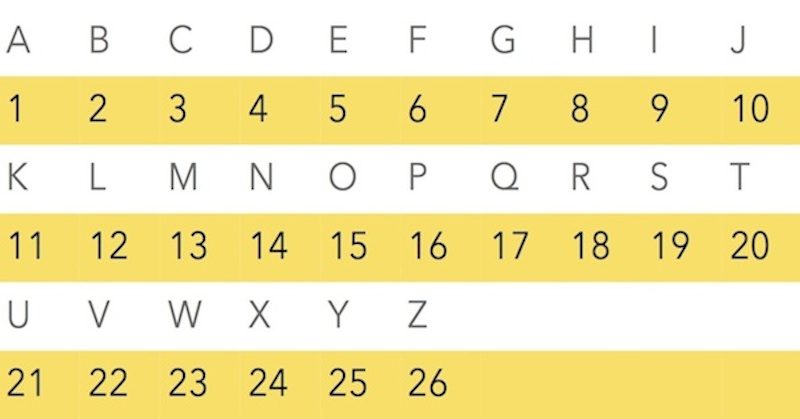 A B C D E F G H I J
1 2 3 4 5 6 7 8 9 10
K L M N O P Q R S T
11 12 13 14 15 16 17 18 19 20
U V W X Y Z
21 22 23 24 25 26